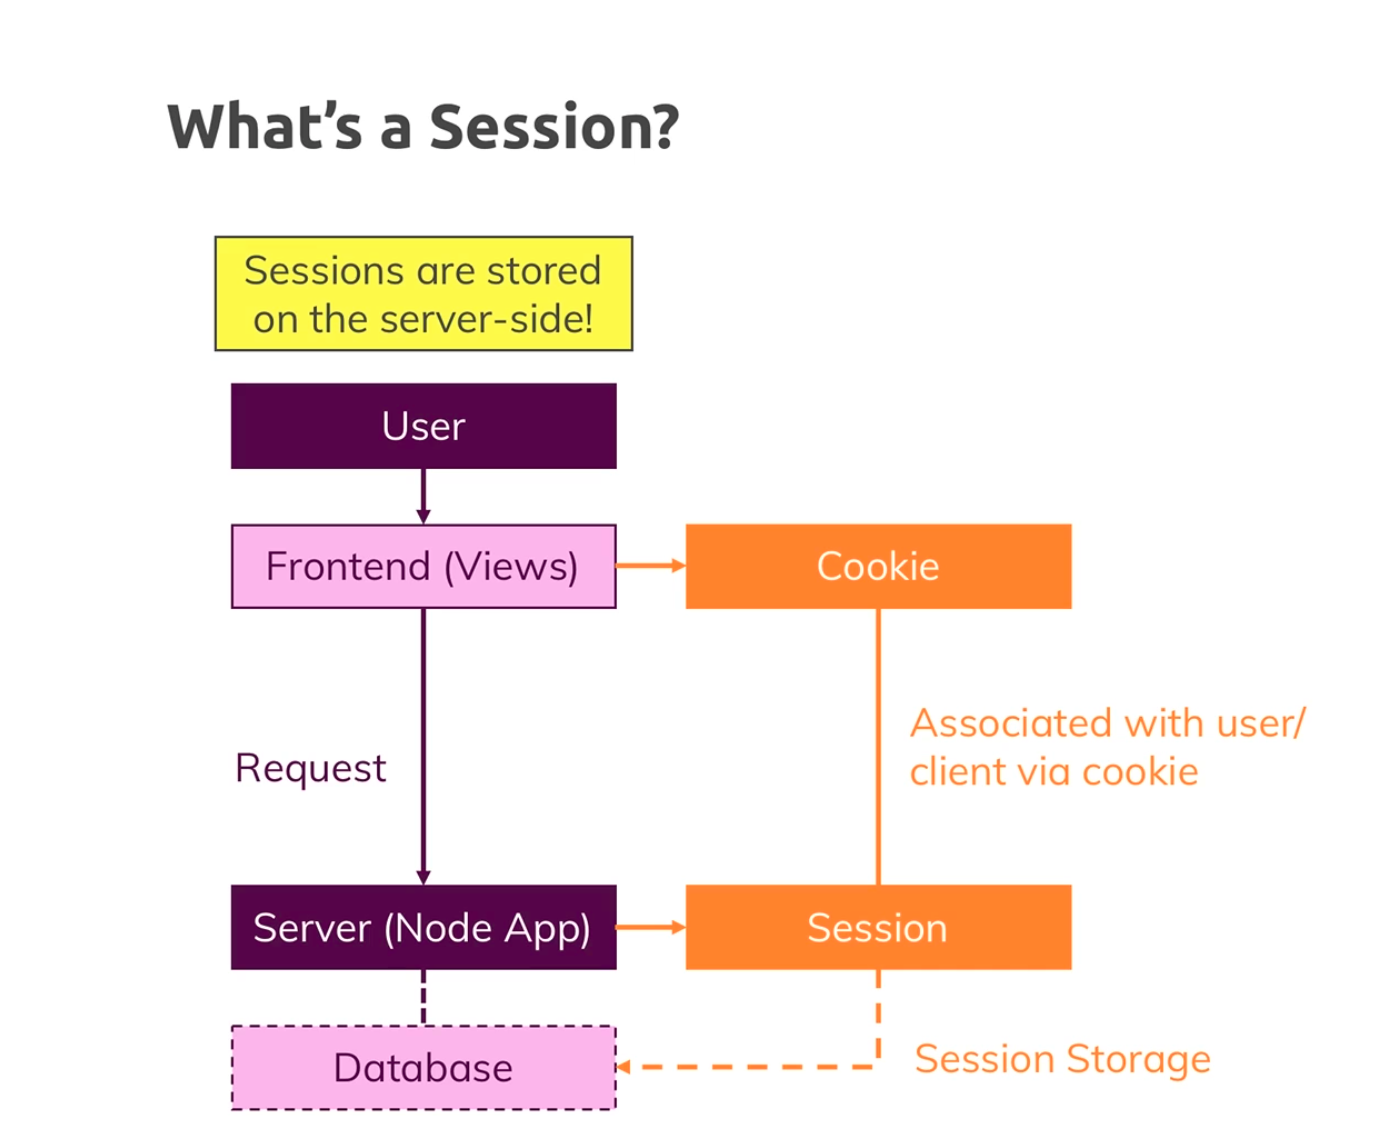 What’s a Session?
Sessions are stored
on the server-side!
User
Frontend (Views)
Cookie
Request
Associated with user/
client via cookie
Server (Node App)
Session
Database
Session Storage